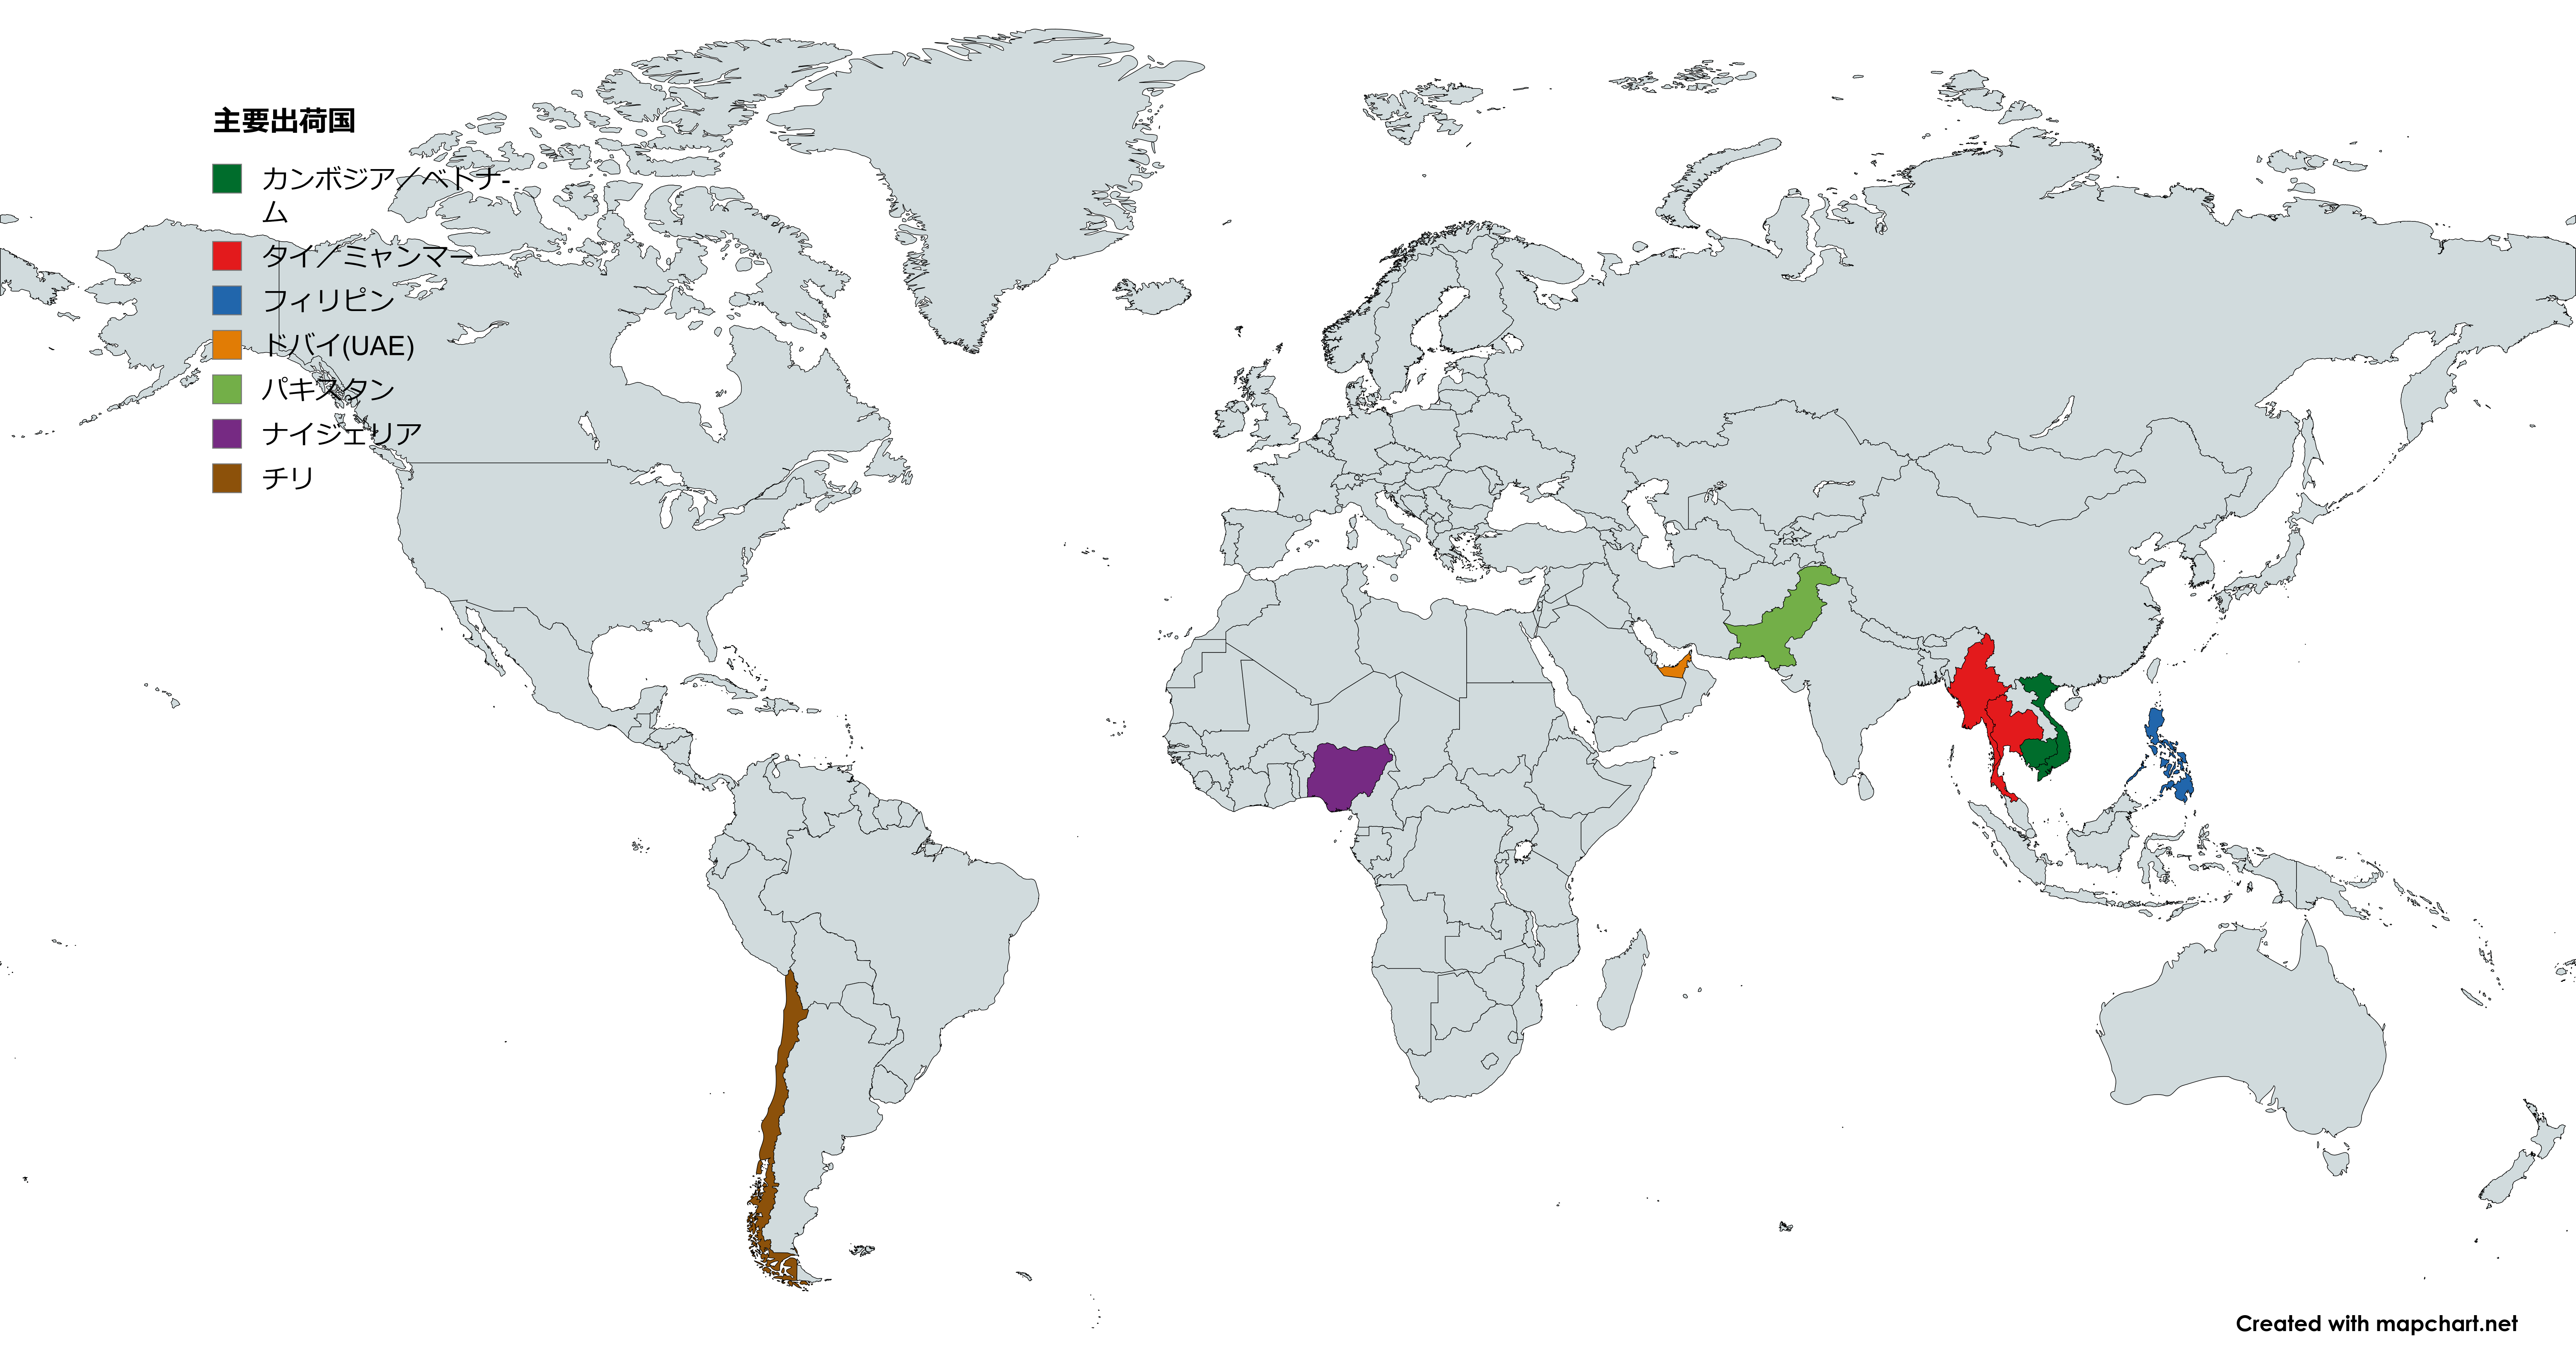 主要出荷国
カンボジア／ベトナ-
ム
タイ／ミャンマー
フィリピン
ドバイ(UAE)
パキスタン
ナイジェリア
チリ
Created with mapchart.net